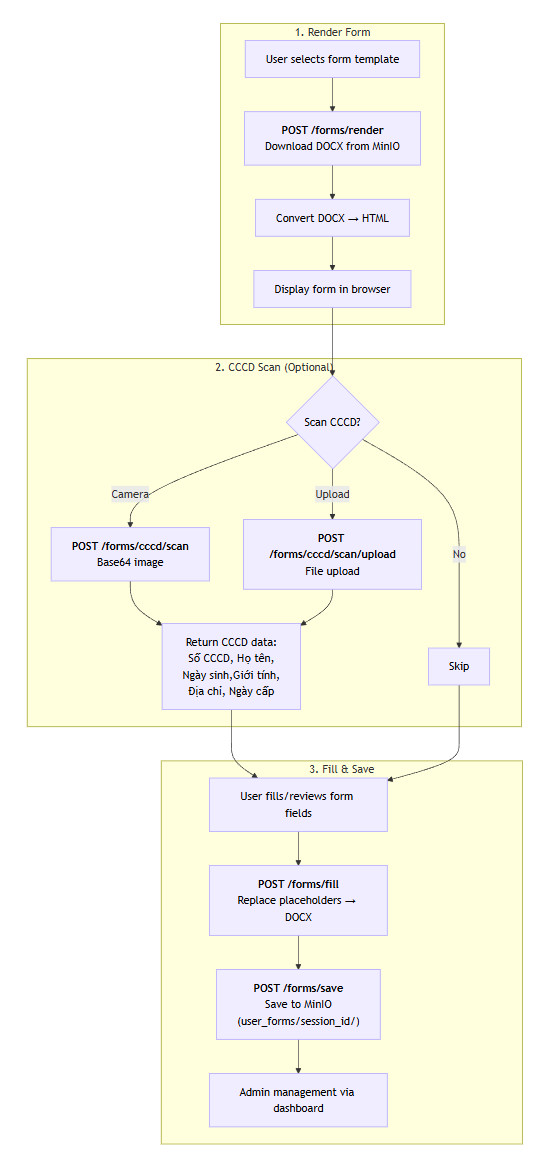 1. Render Form
User selects form template
POST /forms/render
Download DOCX from MinIO
Convert DOCX → HTML
Display form in browser
2. CCCD Scan (Optional)
Scan CCCD?
Camera
Upload
No
POST /forms/cccd/scan
Base64 image
POST
/forms/cccd/scan/upload
File upload
Return CCCD data:
Số CCCD, Họ tên,
Ngày sinh,Giới tính,
Địa chỉ, Ngày cấp
Skip
3. Fill & Save
User fills/reviews form
fields
POST /forms/fill
Replace placeholders →
DOCX
POST /forms/save
Save to MinIO
(user_forms/session_id/)
Admin management via
dashboard